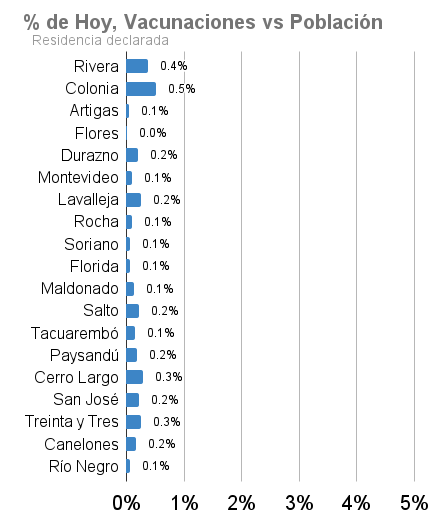 % de Hoy, Vacunaciones vs Población
Residencia declarada
Rivera 0.4%
Colonia 0.5%
Artigas 0.1%
Flores 0.0%
Durazno 0.2%
Montevideo 0.1%
Lavalleja 0.2%
Rocha 0.1%
Soriano 0.1%
Florida 0.1%
Maldonado 0.1%
Salto 0.2%
Tacuarembó 0.1%
Paysandú 0.2%
Cerro Largo 0.3%
San José 0.2%
Treinta y Tres 0.3%
Canelones 0.2%
Río Negro 0.1%
0% 1% 2% 3% 4% 5%